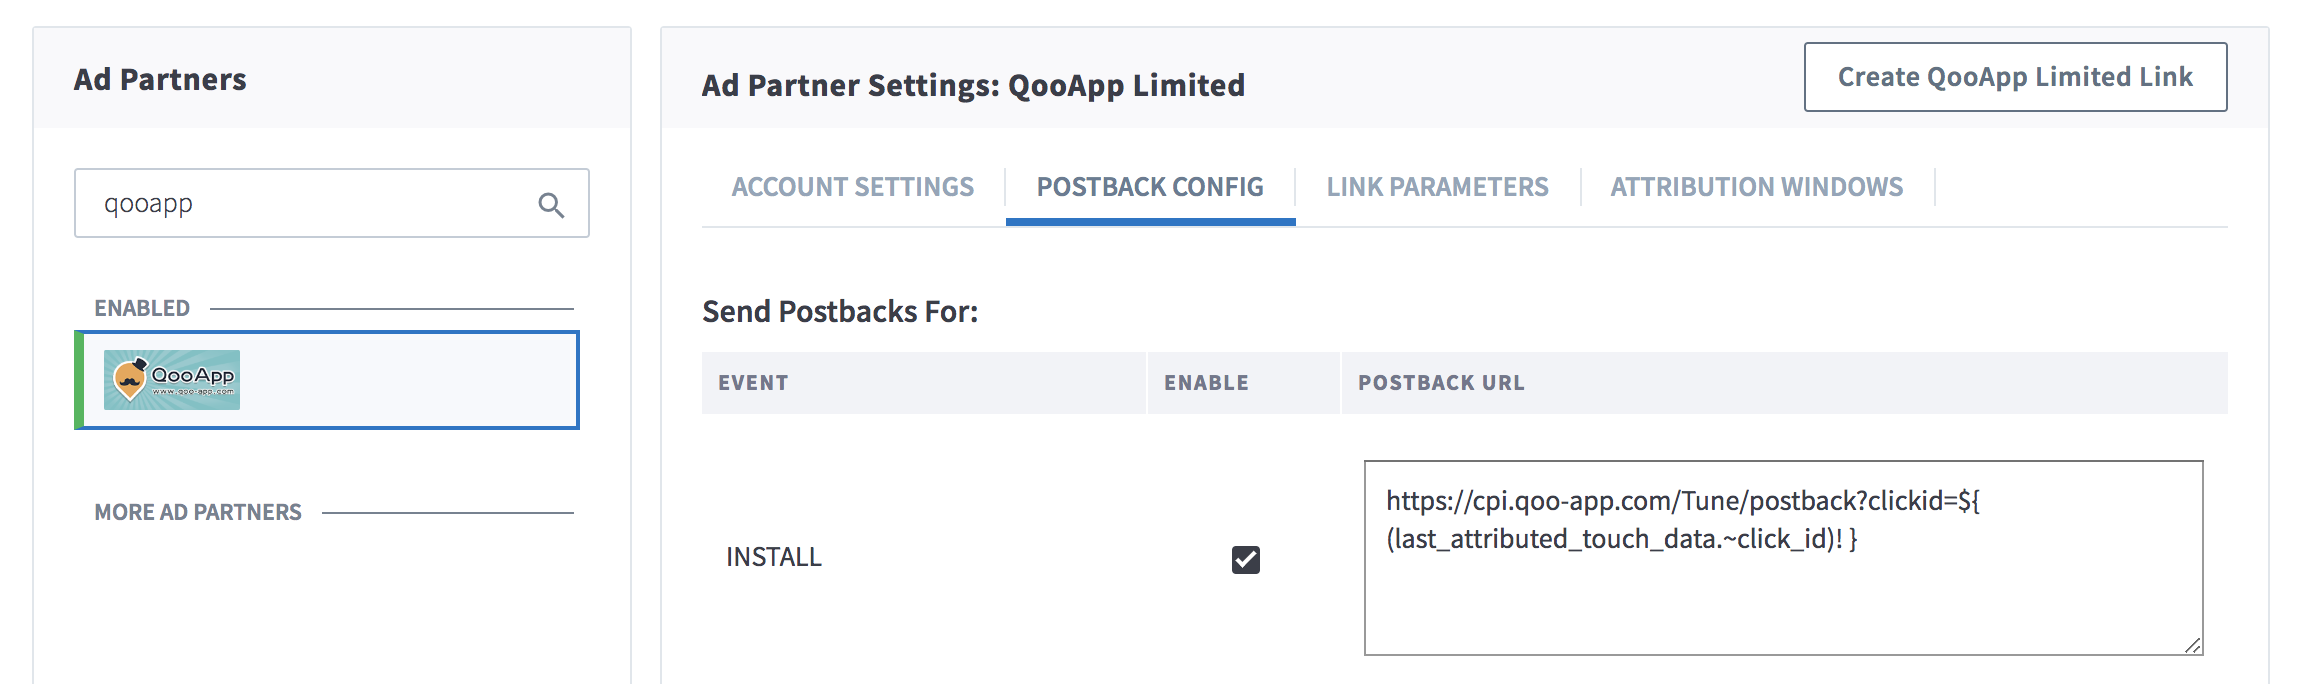 Ad Partners
qooapp
ENABLED
QooApp
www.qoo-app.com
MORE AD PARTNERS
Ad Partner Settings: QooApp Limited
Create QooApp Limited Link
ACCOUNT SETTINGS
POSTBACK CONFIG
LINK PARAMETERS
ATTRIBUTION WINDOWS
Send Postbacks For:
EVENT
ENABLE
POSTBACK URL
INSTALL
https://cpi.qoo-app.com/Tune/postback?clickid=${
(last_attributed_touch_data.~click_id)! }